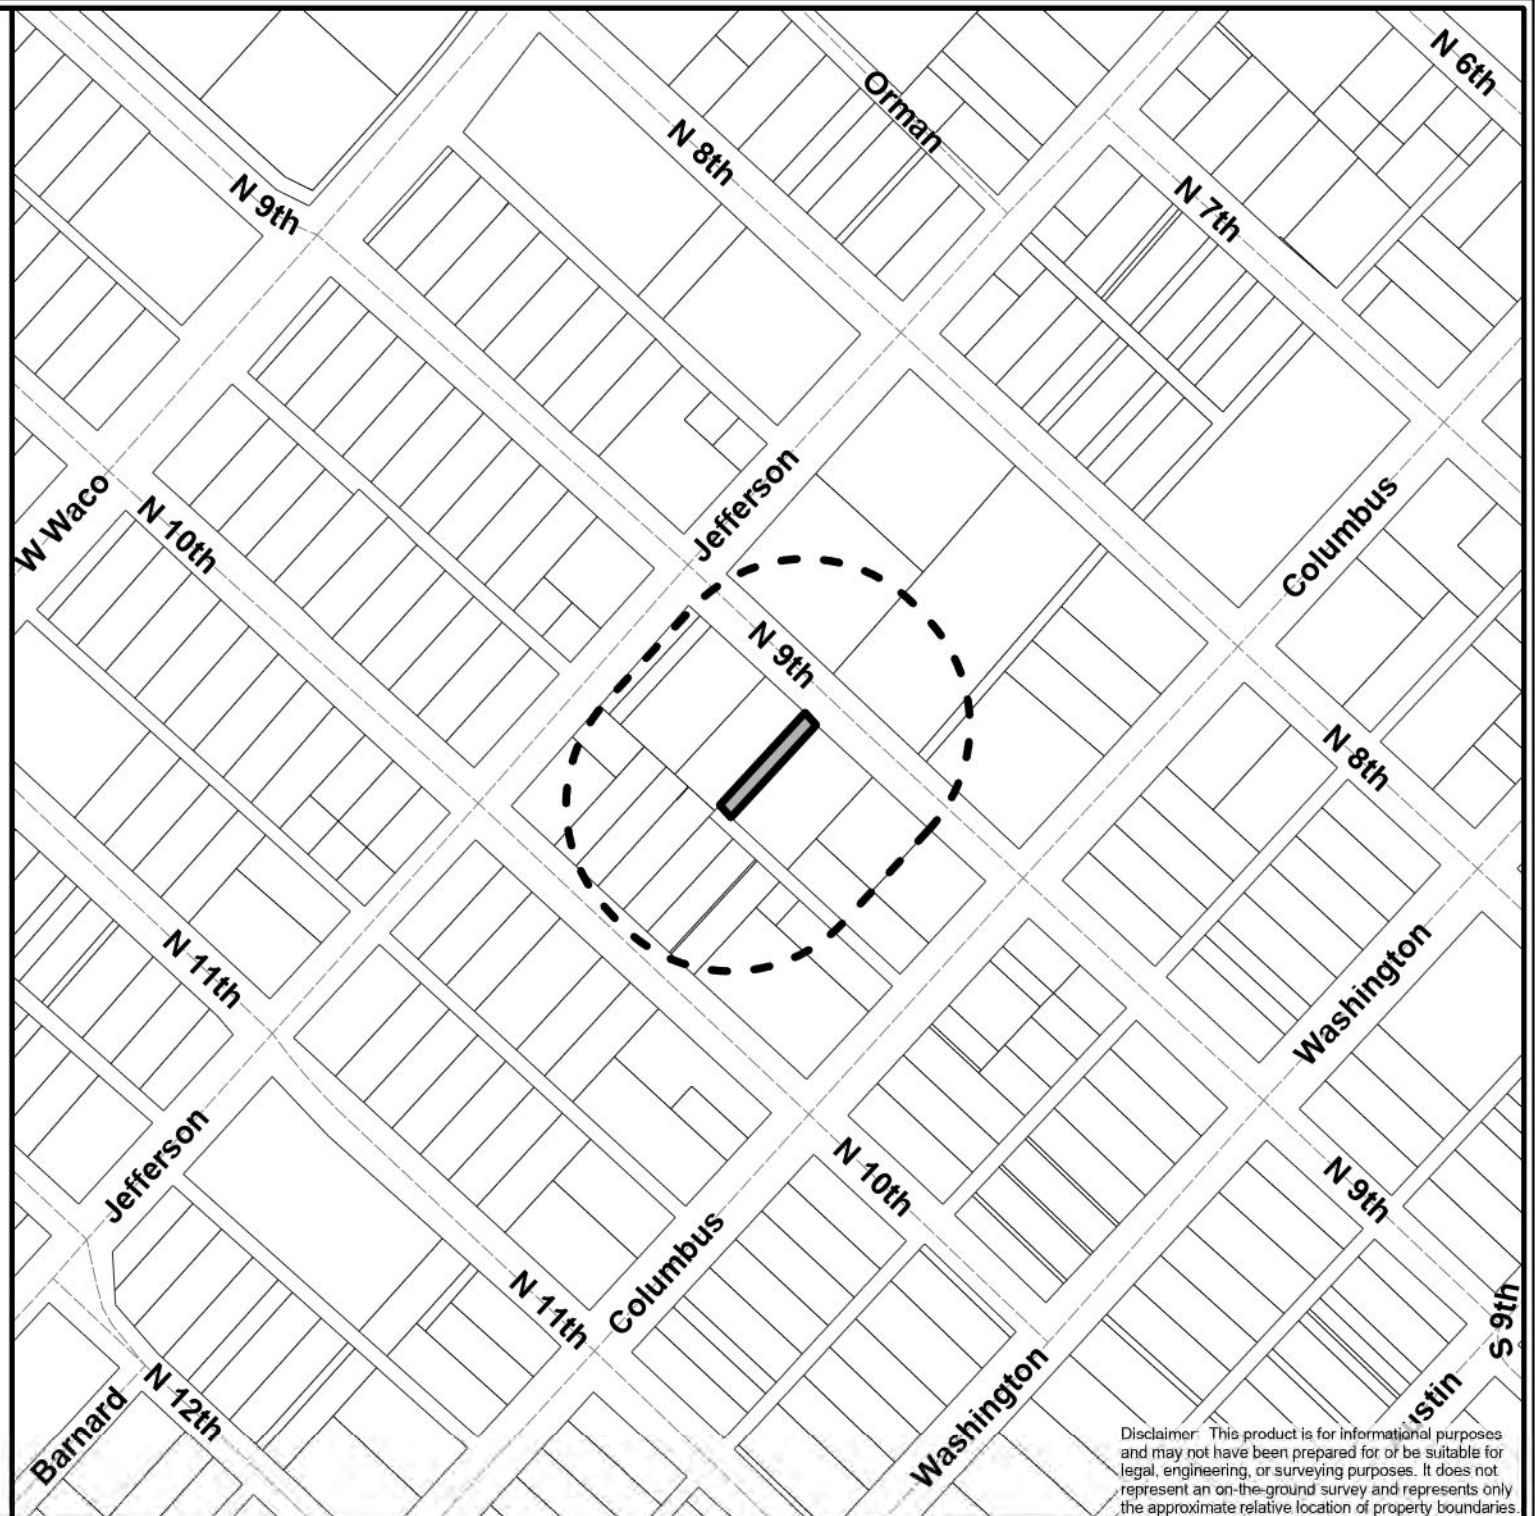 N 6th
Orman
N 8th
N 7th
N 9th
Jefferson
W Waco
N 10th
Columbus
N 9th
N 8th
N 11th
Washington
Jefferson
N 10th
N 9th
Columbus
N 11th
S 9th
Washington
N 12th
Barnard
ustin
Disclaimer: This product is for informational purposes
and may not have been prepared for or be suitable for
legal, engineering, or surveying purposes. It does not
represent an on-the-ground survey and represents only
the approximate relative location of property boundaries.